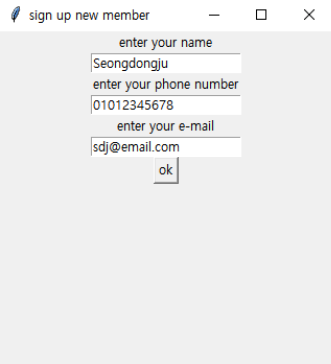 sign up new member
enter your name
Seongdongju
enter your phone number
01012345678
enter your e-mail
sdj@email.com
ok